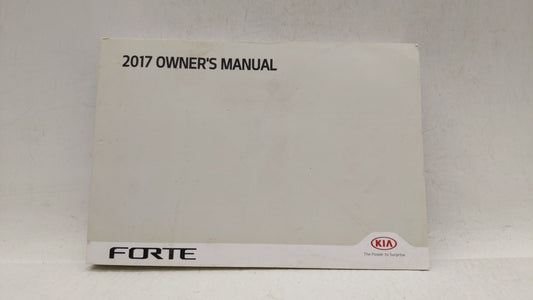 2017 OWNER'S MANUAL
FORTE
KIA
The Power to Surprise